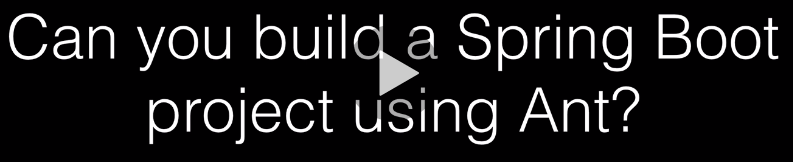 Can you build a Spring Boot
project using Ant?